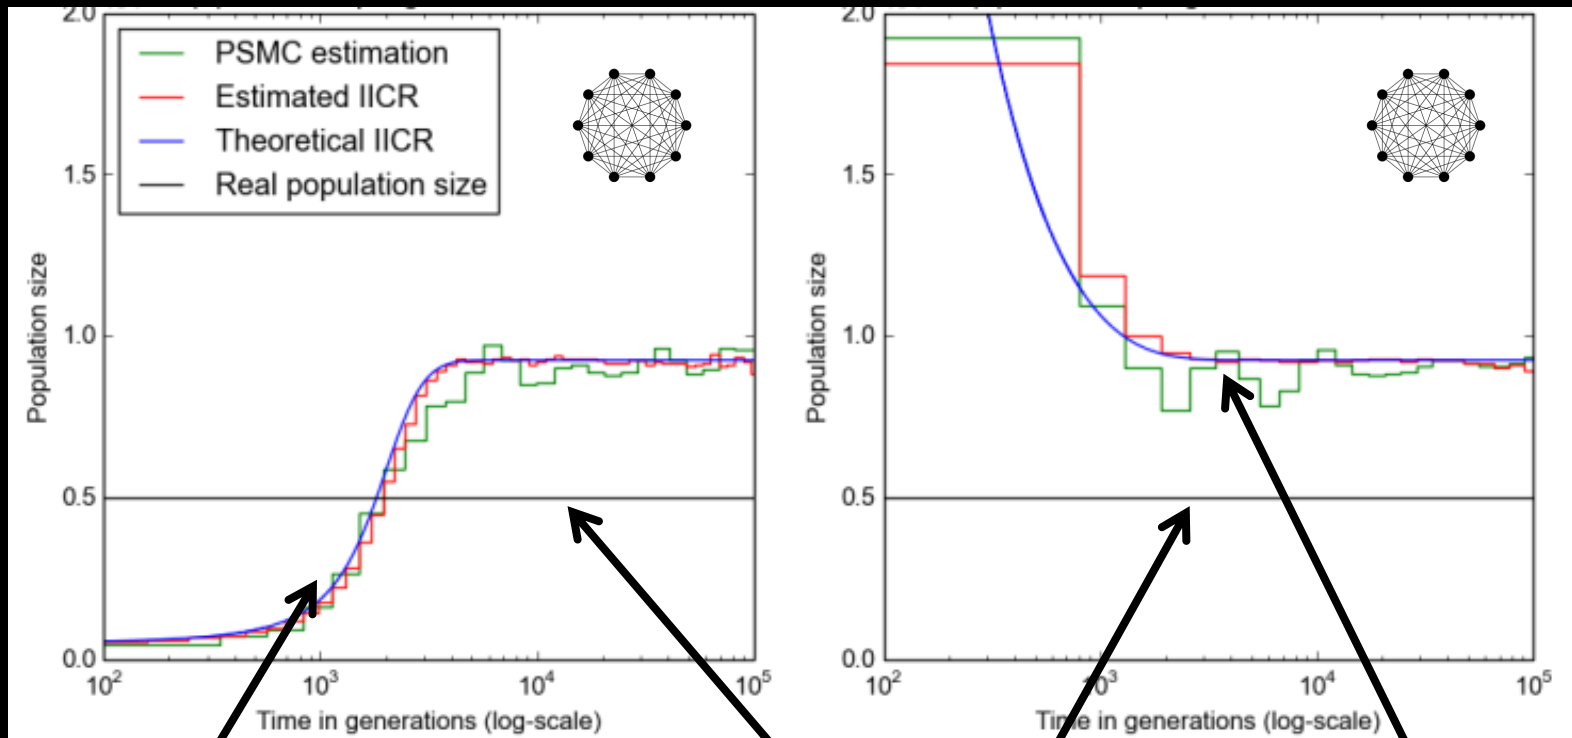 PSMC estimation
Estimated IICR
Theoretical IICR
Real population size
2.0
1.5
1.0
0.5
0.0
Population size
10²
10³
10⁴
10⁵
Time in generations (log-scale)
2.0
1.5
1.0
0.5
0.0
Population size
10²
10³
10⁴
10⁵
Time in generations (log-scale)